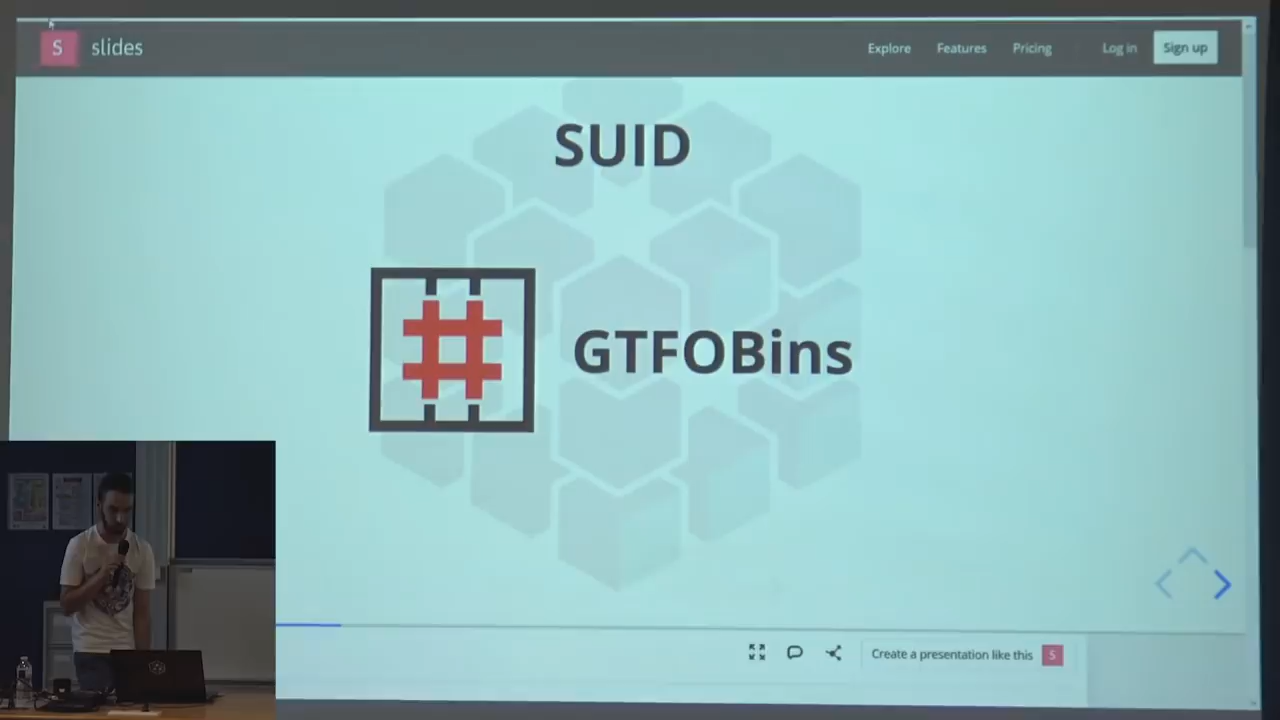 S slides Explore Features Pricing Log in Sign up
SUID
# GTFOBins
Create a presentation like this S